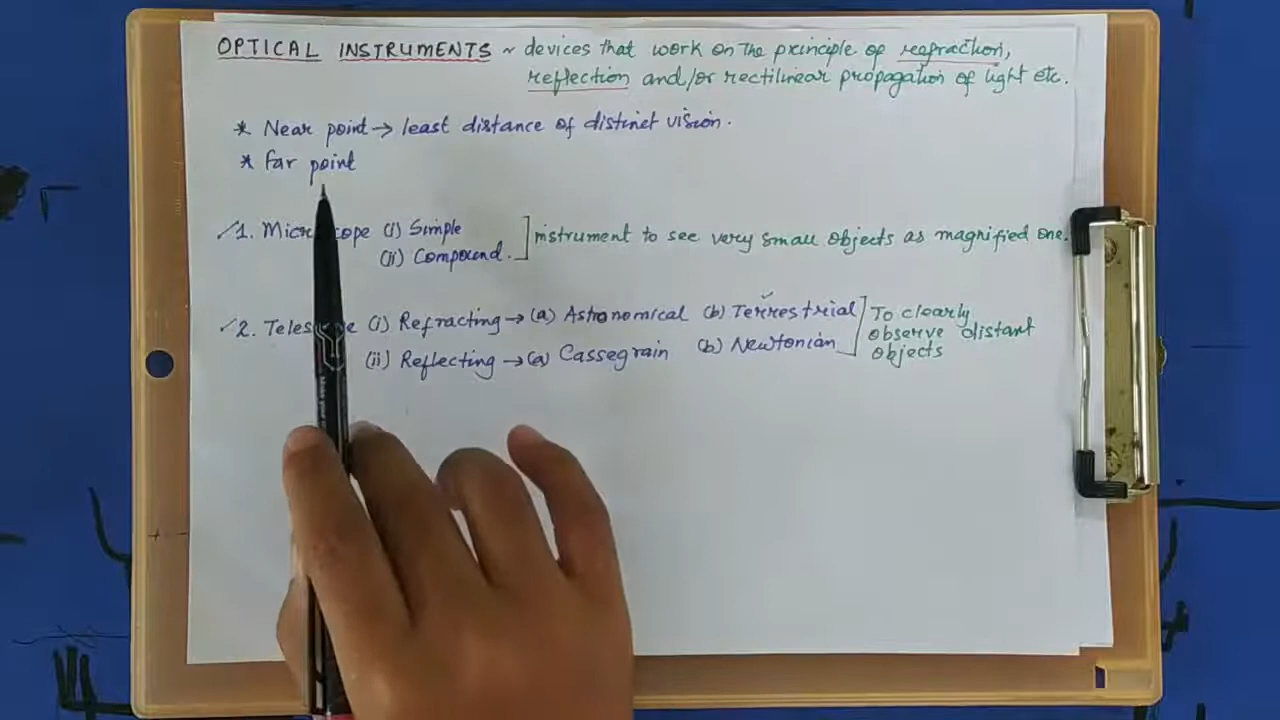 OPTICAL INSTRUMENTS ~ devices that work on the principle of refraction,
reflection and/or rectilinear propagation of light etc.
* Near point → least distance of distinct vision.
* Far point
✓1. Mic cope (i) Simple
(ii) Compound. ] instrument to see very small objects as magnified one.
✓2. Teles e (i) Refracting → (a) Astronomical (b) Terrestrial ] To clearly
observe distant
(ii) Reflecting → (a) Cassegrain (b) Newtonian
objects